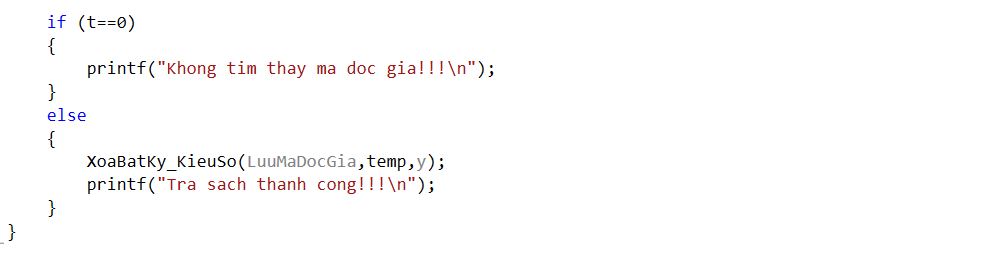 if (t==0)
{
printf("Khong tim thay ma doc gia!!!\n");
}
else
{
XoaBatKy_KieuSo(LuuMaDocGia,temp,y);
printf("Tra sach thanh cong!!!\n");
}
}